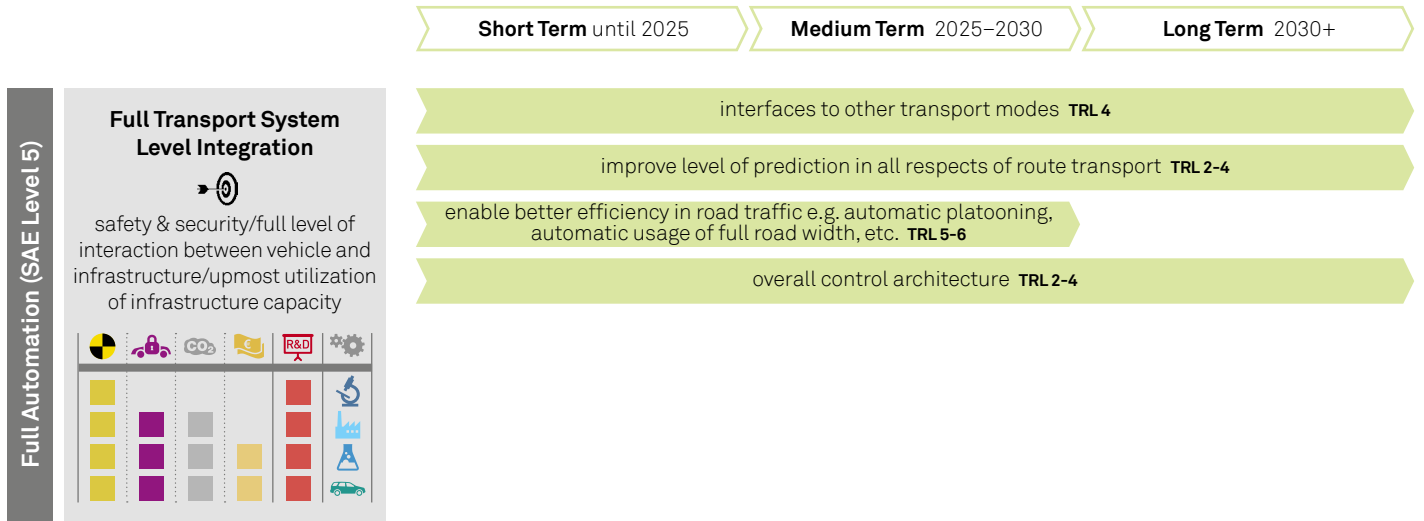 Short Term until 2025
Medium Term 2025–2030
Long Term 2030+
Full Automation (SAE Level 5)
Full Transport System
Level Integration
safety & security/full level of
interaction between vehicle and
infrastructure/upmost utilization
of infrastructure capacity
CO2
€
R&D
interfaces to other transport modes TRL 4
improve level of prediction in all respects of route transport TRL 2-4
enable better efficiency in road traffic e.g. automatic platooning,
automatic usage of full road width, etc. TRL 5-6
overall control architecture TRL 2-4